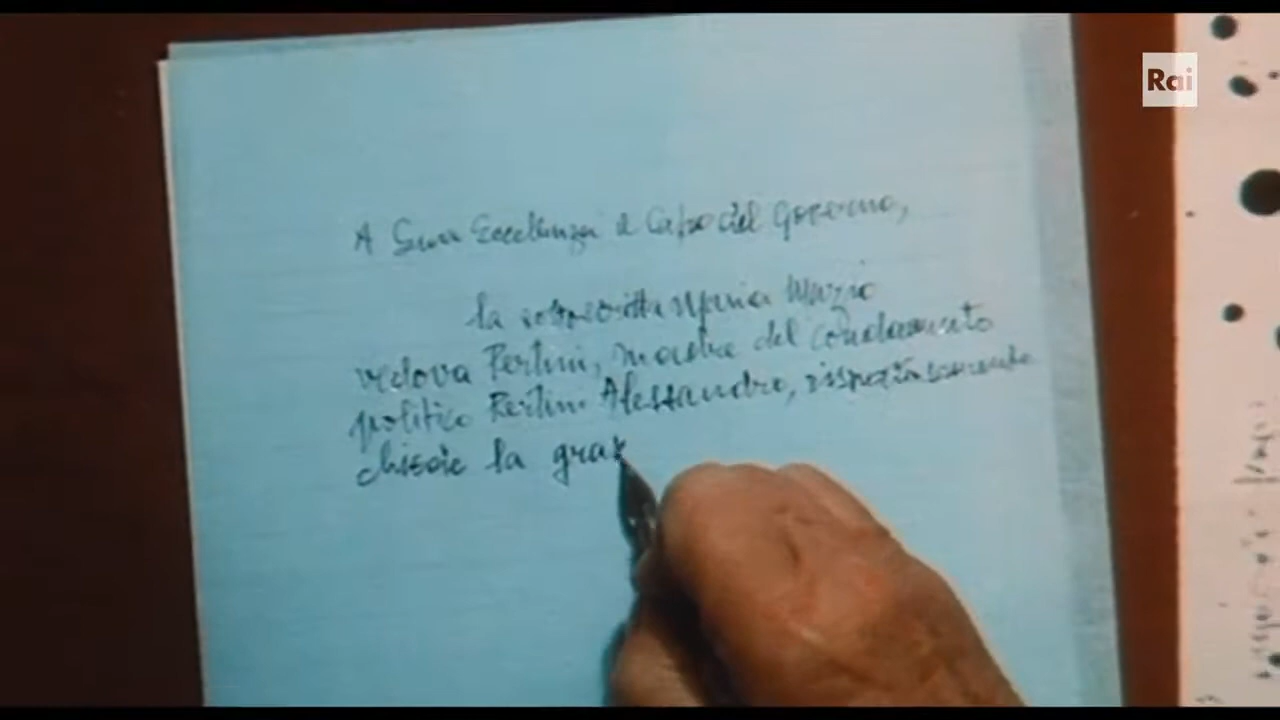 Rai
A Sua Eccellenza il Capo del Governo,
la sottoscritta Maria Muzio
vedova Pertini, madre del condannato
politico Pertini Alessandro, rispettosamente
chiede la graz